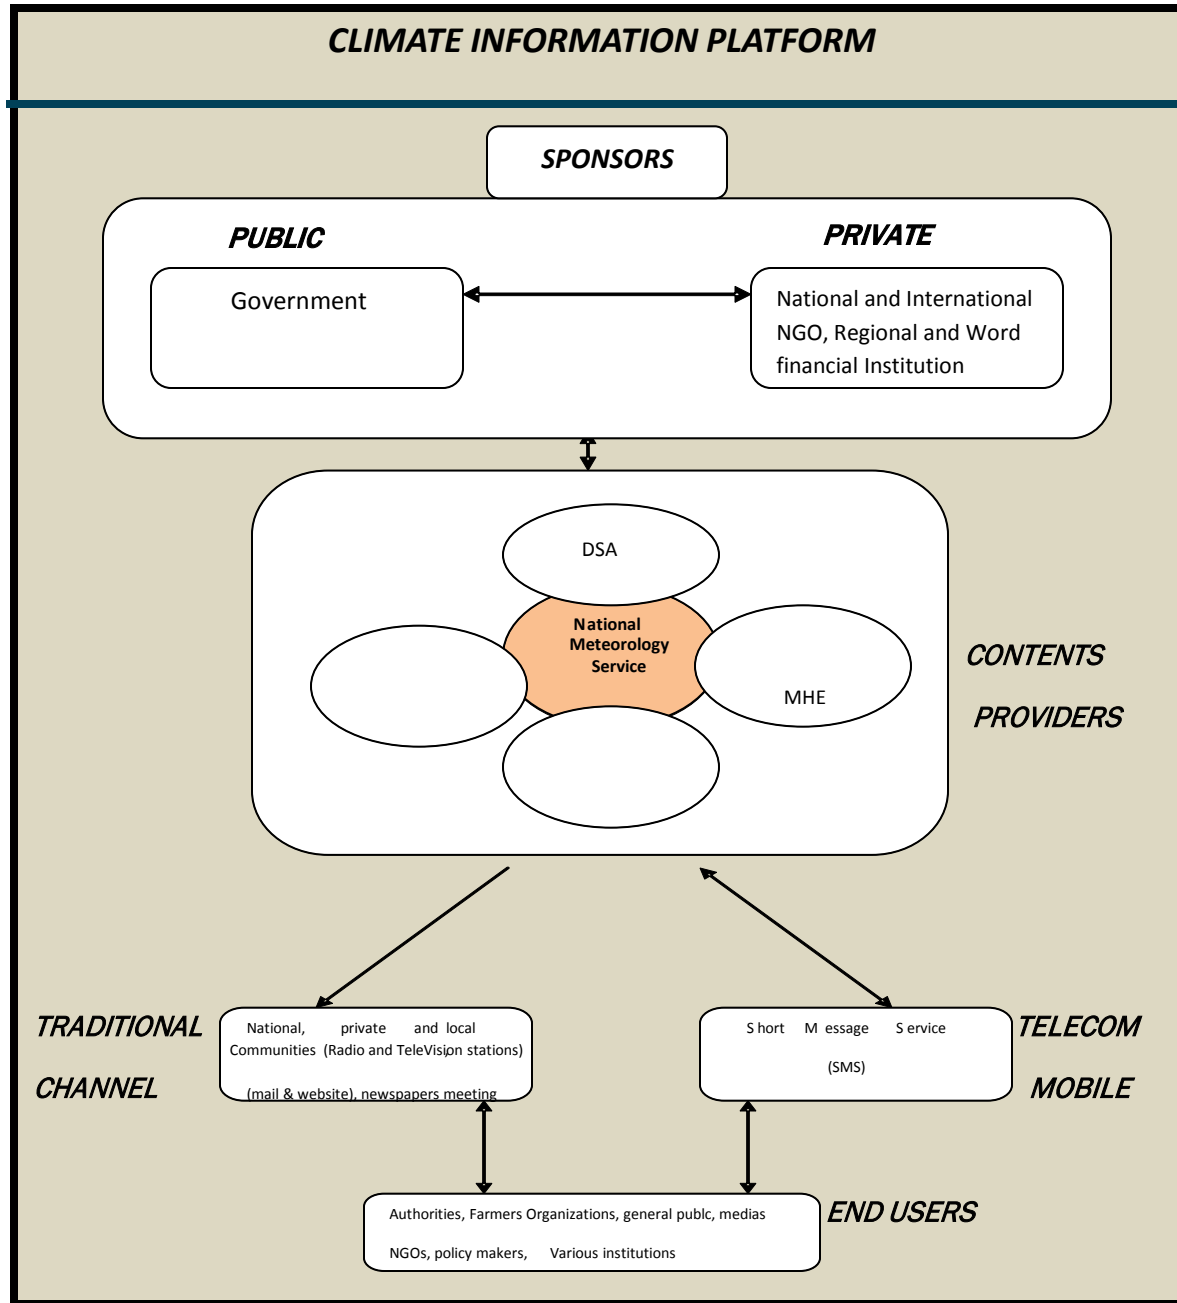 CLIMATE INFORMATION PLATFORM
SPONSORS
PUBLIC
PRIVATE
Government
National and International
NGO, Regional and Word
financial Institution
DSA
National
Meteorology
Service
MHE
CONTENTS
PROVIDERS
TRADITIONAL
CHANNEL
National, private and local
Communities (Radio and TeleVision, stations)
(mail & website), newspapers meeting
S hort M essage S ervice
(SMS)
TELECOM
MOBILE
Authorities, Farmers Organizations, general publc, medias
NGOs, policy makers, Various institutions
END USERS